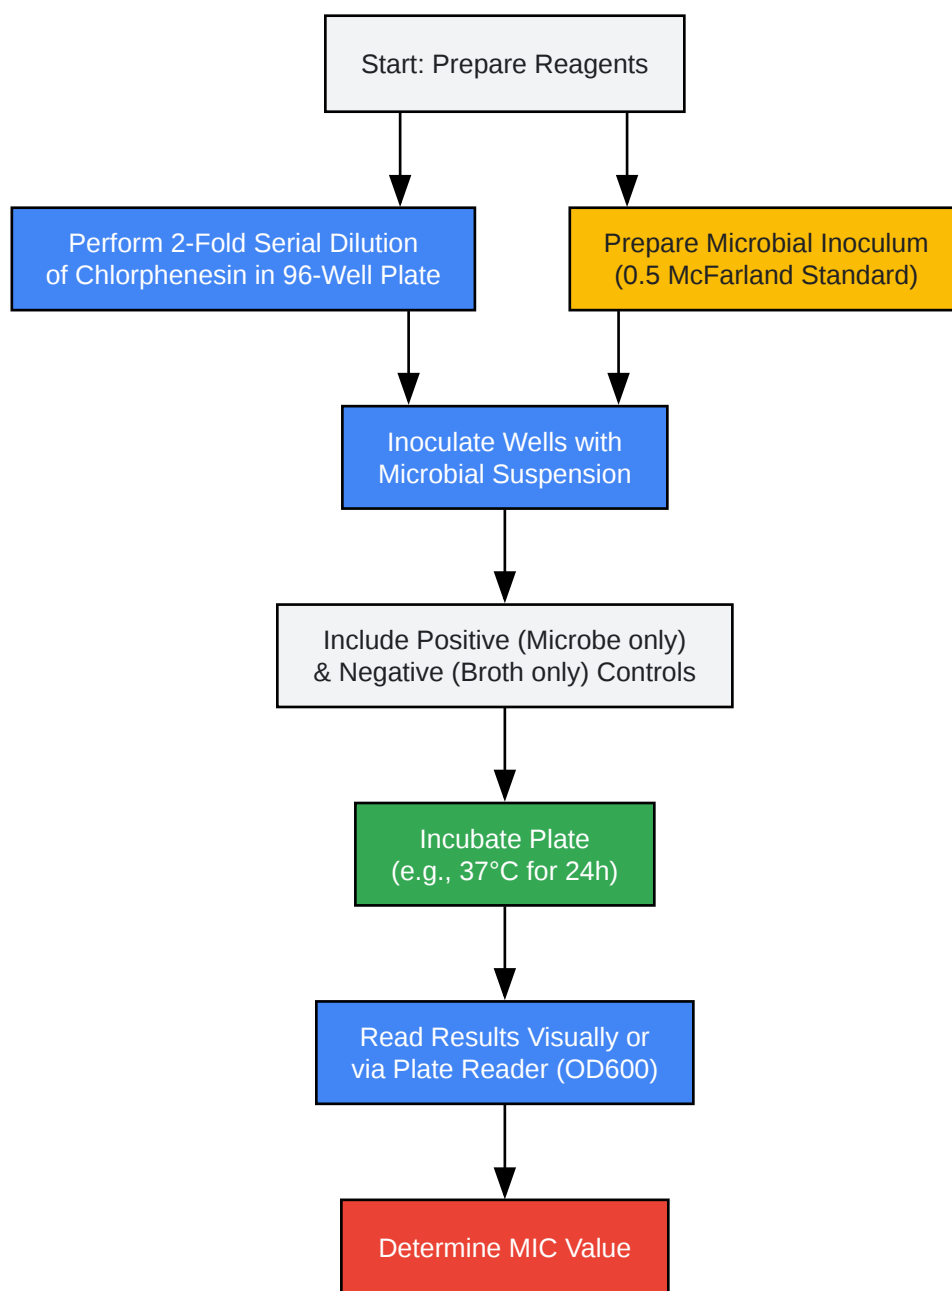 Start: Prepare Reagents
Perform 2-Fold Serial Dilution
of Chlorphenesin in 96-Well Plate
Prepare Microbial Inoculum
(0.5 McFarland Standard)
Inoculate Wells with
Microbial Suspension
Include Positive (Microbe only)
& Negative (Broth only) Controls
Incubate Plate
(e.g., 37°C for 24h)
Read Results Visually or
via Plate Reader (OD600)
Determine MIC Value